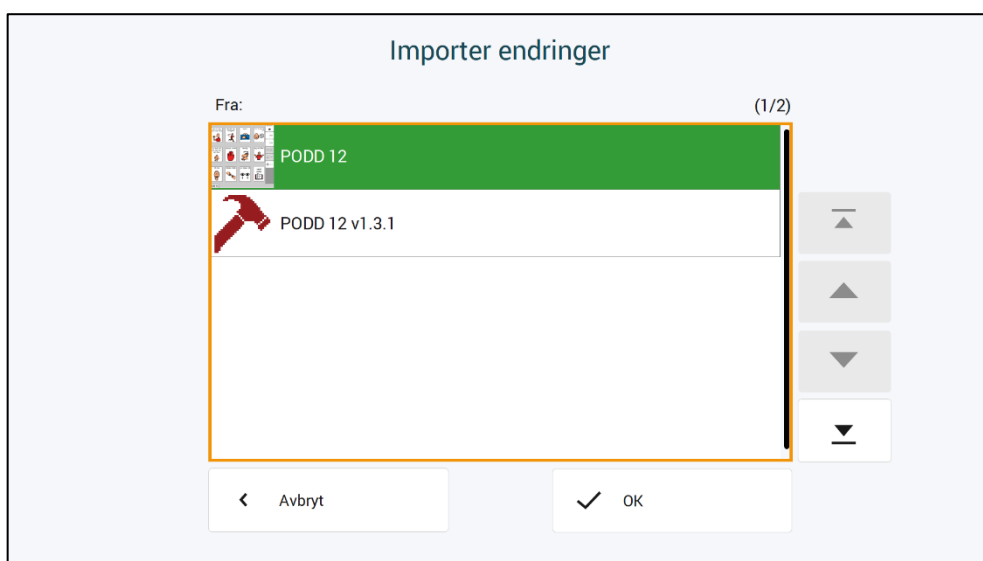 Importer endringer
Fra: (1/2)
PODD 12
PODD 12 v1.3.1
Avbryt OK